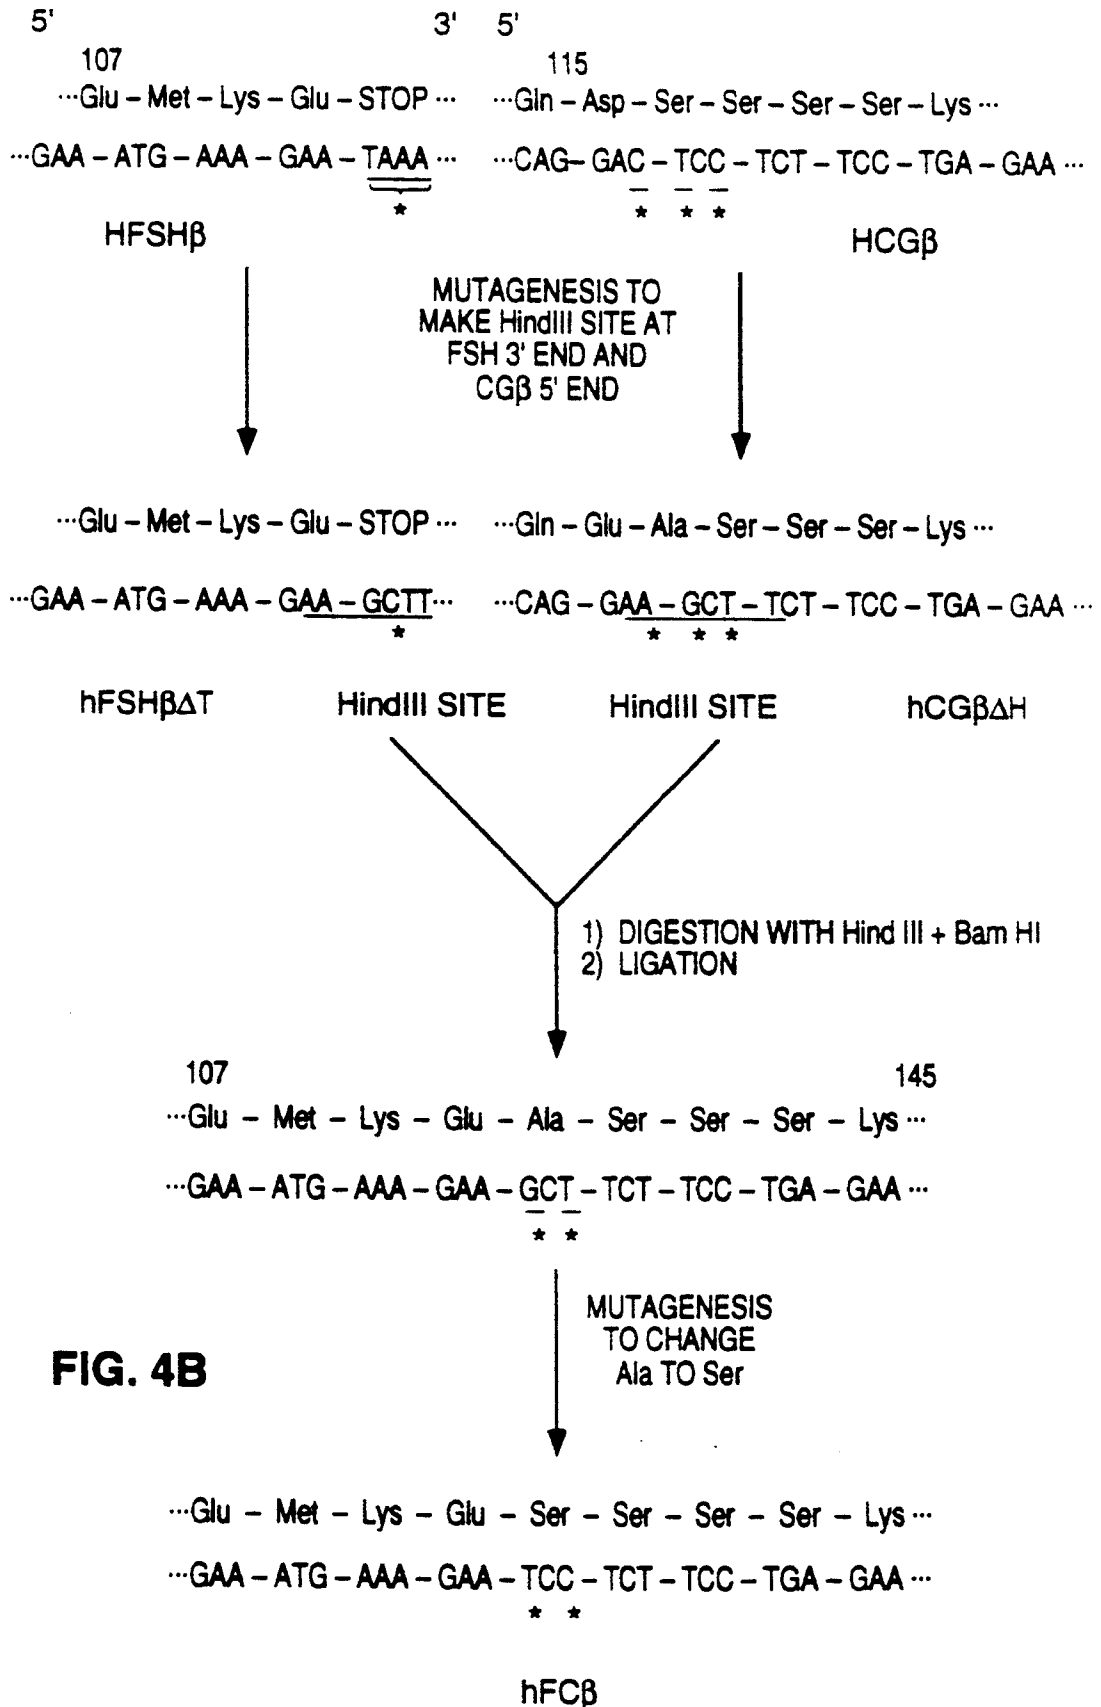 5' 3' 5'
107 115
···Glu – Met – Lys – Glu – STOP ··· ···Gln – Asp – Ser – Ser – Ser – Ser – Lys ···
···GAA – ATG – AAA – GAA – TAAA ··· ···CAG– GAC – TCC – TCT – TCC – TGA – GAA ···
* * * *
HFSHβ HCGβ
MUTAGENESIS TO
MAKE HindIII SITE AT
FSH 3' END AND
CGβ 5' END
···Glu – Met – Lys – Glu – STOP ··· ···Gln – Glu – Ala – Ser – Ser – Ser – Lys ···
···GAA – ATG – AAA – GAA – GCTT··· ···CAG – GAA – GCT – TCT – TCC – TGA – GAA ···
* * * *
hFSHβΔT HindIII SITE HindIII SITE hCGβΔH
1) DIGESTION WITH Hind III + Bam HI
2) LIGATION
107 145
···Glu – Met – Lys – Glu – Ala – Ser – Ser – Ser – Lys ···
···GAA – ATG – AAA – GAA – GCT – TCT – TCC – TGA – GAA ···
* *
MUTAGENESIS
TO CHANGE
Ala TO Ser
FIG. 4B
···Glu – Met – Lys – Glu – Ser – Ser – Ser – Ser – Lys ···
···GAA – ATG – AAA – GAA – TCC – TCT – TCC – TGA – GAA ···
* *
hFCβ